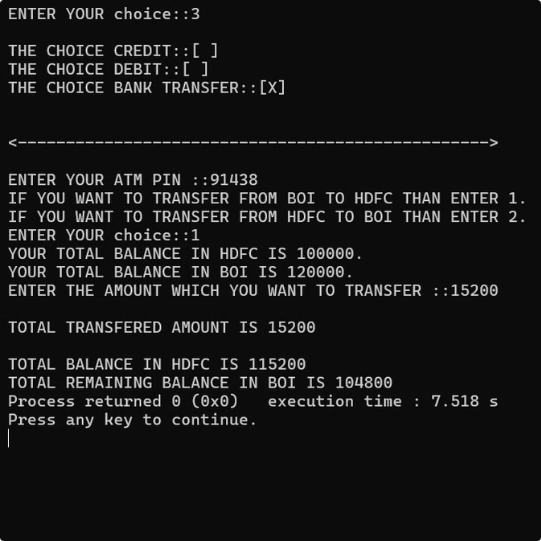 ENTER YOUR choice::3
THE CHOICE CREDIT::[ ]
THE CHOICE DEBIT::[ ]
THE CHOICE BANK TRANSFER::[X]
<------------------------------------------------->
ENTER YOUR ATM PIN ::91438
IF YOU WANT TO TRANSFER FROM BOI TO HDFC THAN ENTER 1.
IF YOU WANT TO TRANSFER FROM HDFC TO BOI THAN ENTER 2.
ENTER YOUR choice::1
YOUR TOTAL BALANCE IN HDFC IS 100000.
YOUR TOTAL BALANCE IN BOI IS 120000.
ENTER THE AMOUNT WHICH YOU WANT TO TRANSFER ::15200
TOTAL TRANSFERED AMOUNT IS 15200
TOTAL BALANCE IN HDFC IS 115200
TOTAL REMAINING BALANCE IN BOI IS 104800
Process returned 0 (0x0)   execution time : 7.518 s
Press any key to continue.